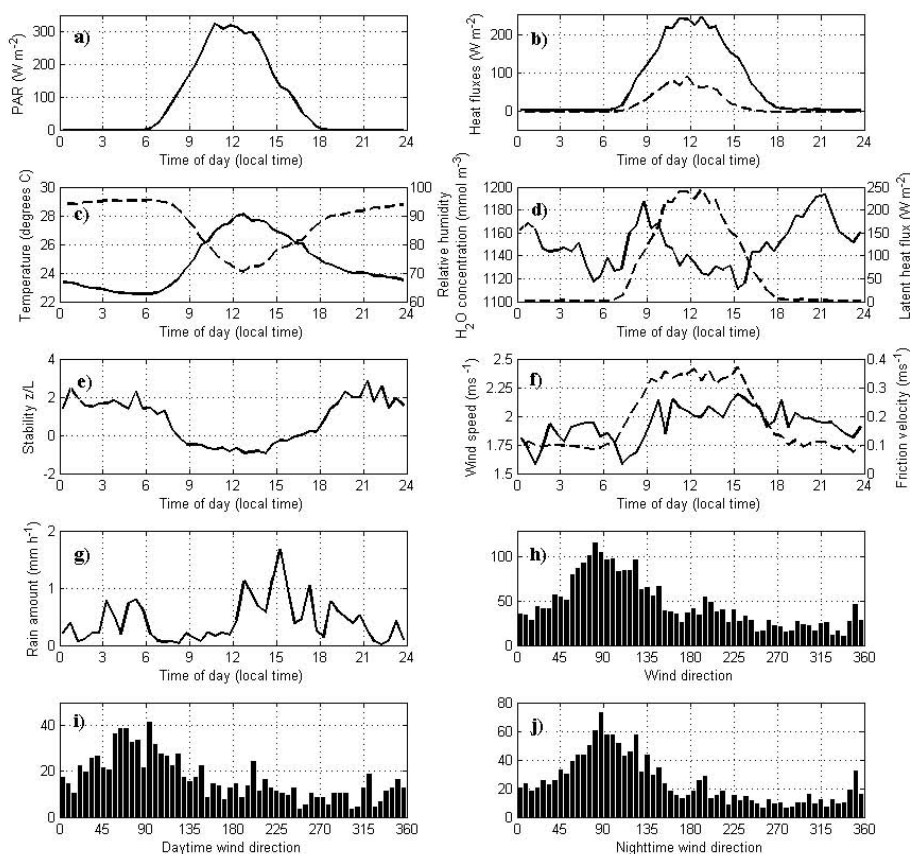 a)
PAR (W m-2)
300
200
100
0
0 3 6 9 12 15 18 21 24
Time of day (local time)
b)
Heat fluxes (W m-2)
200
100
0
0 3 6 9 12 15 18 21 24
Time of day (local time)
c)
Temperature (degrees C)
30
28
26
24
22
100
90
80
70
60
Relative humidity
0 3 6 9 12 15 18 21 24
Time of day (local time)
d)
H2O concentration (mmol m-3)
1200
1180
1160
1140
1120
1100
250
200
150
100
50
0
Latent heat flux (W m-2)
0 3 6 9 12 15 18 21 24
Time of day (local time)
e)
Stability z/L
4
2
0
-2
0 3 6 9 12 15 18 21 24
Time of day (local time)
f)
Wind speed (ms-1)
2.5
2.25
2
1.75
1.5
0.4
0.3
0.2
0.1
0
Friction velocity (ms-1)
0 3 6 9 12 15 18 21 24
Time of day (local time)
g)
Rain amount (mm h-1)
2
1
0
0 3 6 9 12 15 18 21 24
Time of day (local time)
h)
100
50
0
0 45 90 135 180 225 270 315 360
Wind direction
i)
40
20
0
0 45 90 135 180 225 270 315 360
Daytime wind direction
j)
80
60
40
20
0
0 45 90 135 180 225 270 315 360
Nighttime wind direction